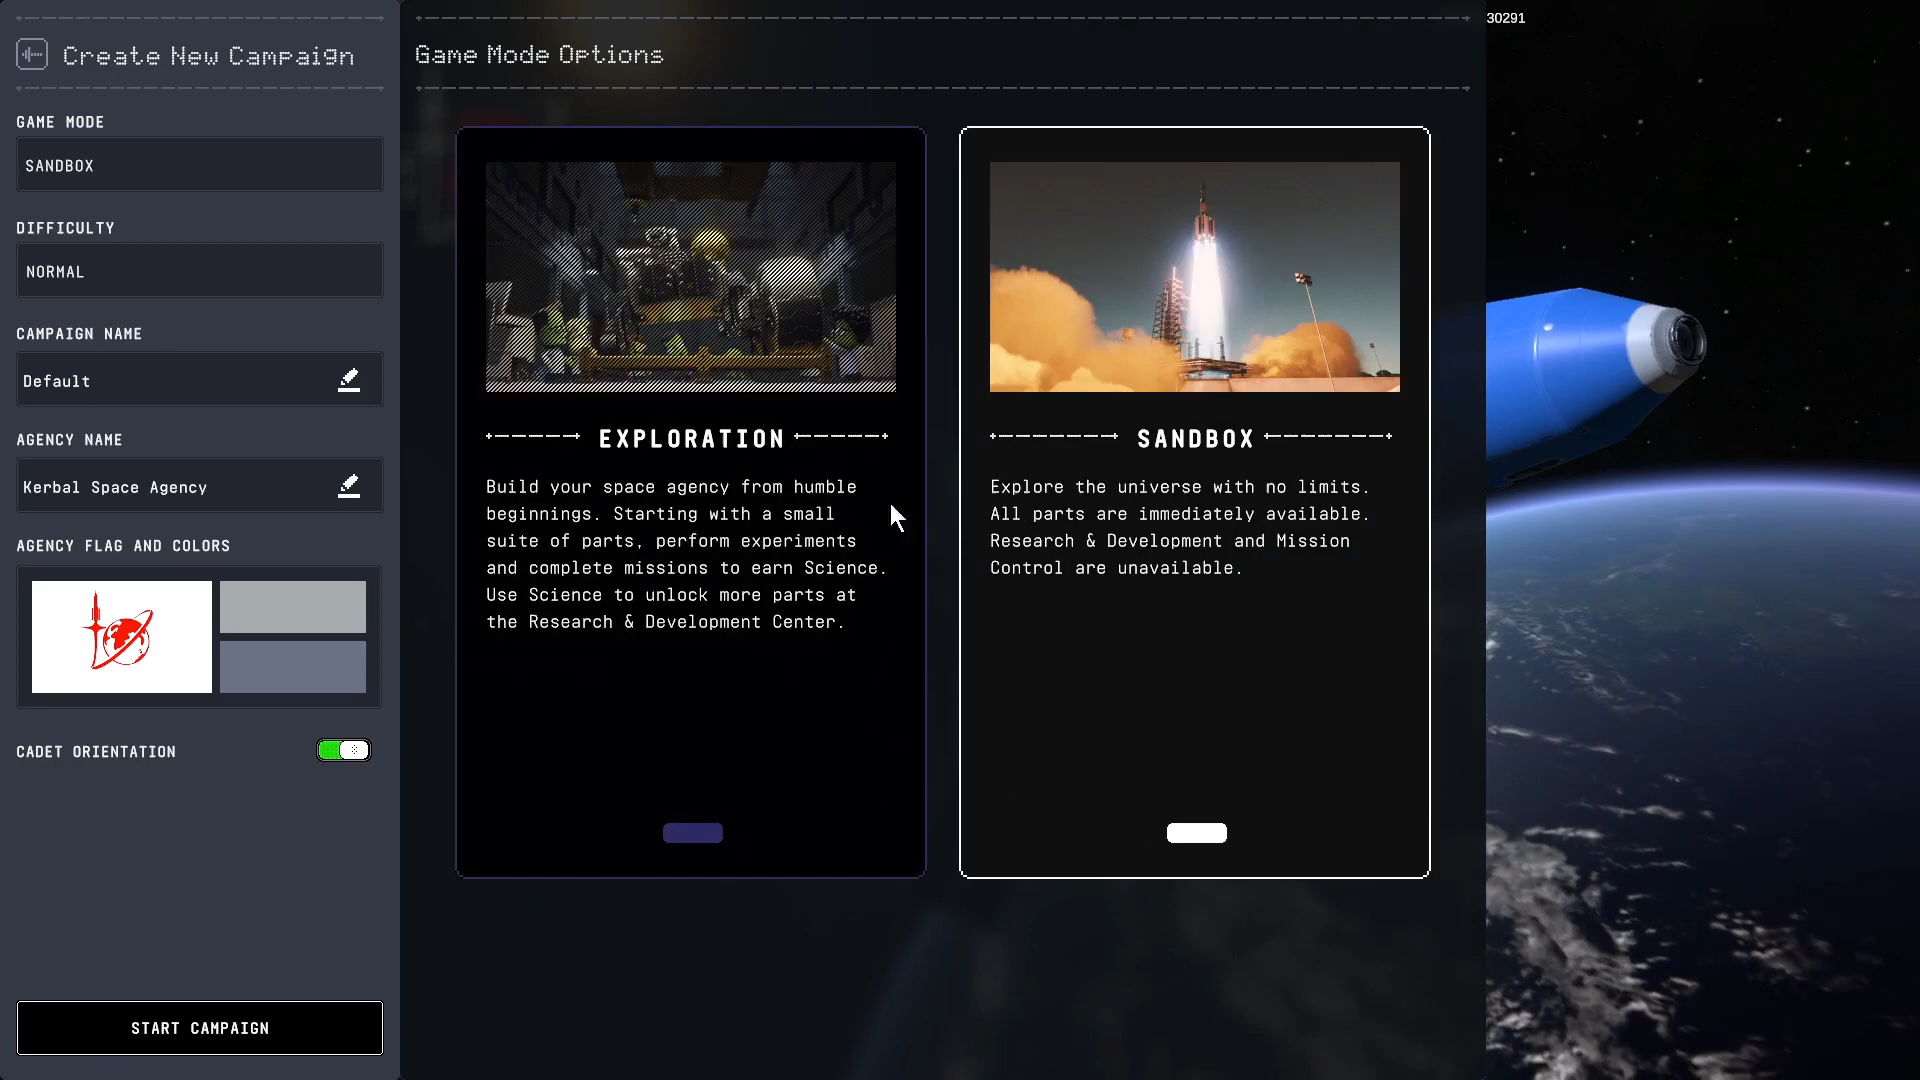 Create New Campaign
GAME MODE
SANDBOX
DIFFICULTY
NORMAL
CAMPAIGN NAME
Default
AGENCY NAME
Kerbal Space Agency
AGENCY FLAG AND COLORS
CADET ORIENTATION
START CAMPAIGN
Game Mode Options
EXPLORATION
Build your space agency from humble
beginnings. Starting with a small
suite of parts, perform experiments
and complete missions to earn Science.
Use Science to unlock more parts at
the Research & Development Center.
SANDBOX
Explore the universe with no limits.
All parts are immediately available.
Research & Development and Mission
Control are unavailable.
30291